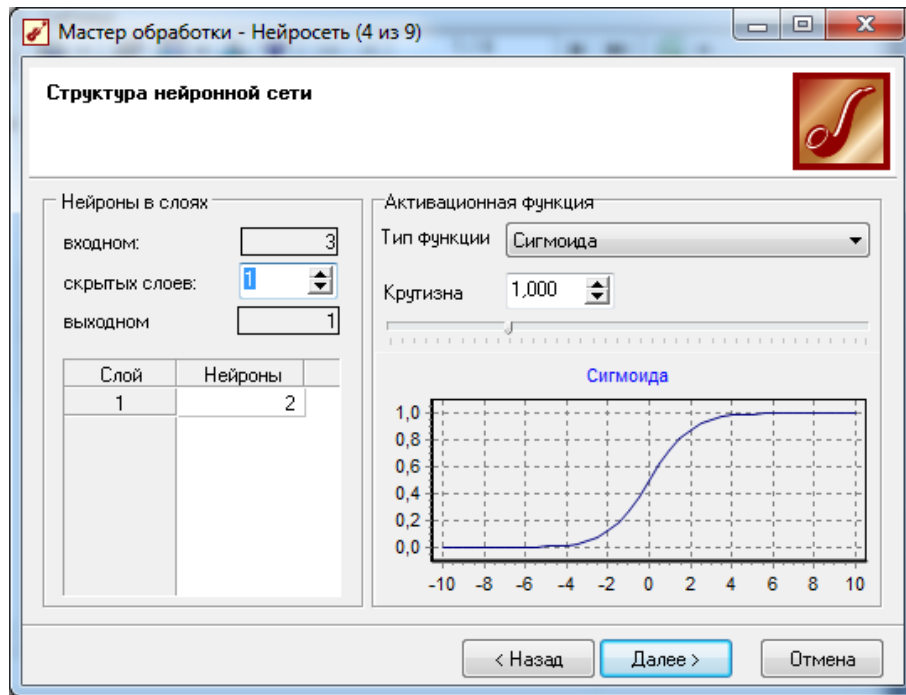 Мастер обработки - Нейросеть (4 из 9)
Структура нейронной сети
Нейроны в слоях
входном: 3
скрытых слоев: 1
выходном 1
Слой Нейроны
1 2
Активационная функция
Тип функции Сигмоида
Крутизна 1,000
Сигмоида
1,0
0,8
0,6
0,4
0,2
0,0
-10 -8 -6 -4 -2 0 2 4 6 8 10
< Назад Далее > Отмена